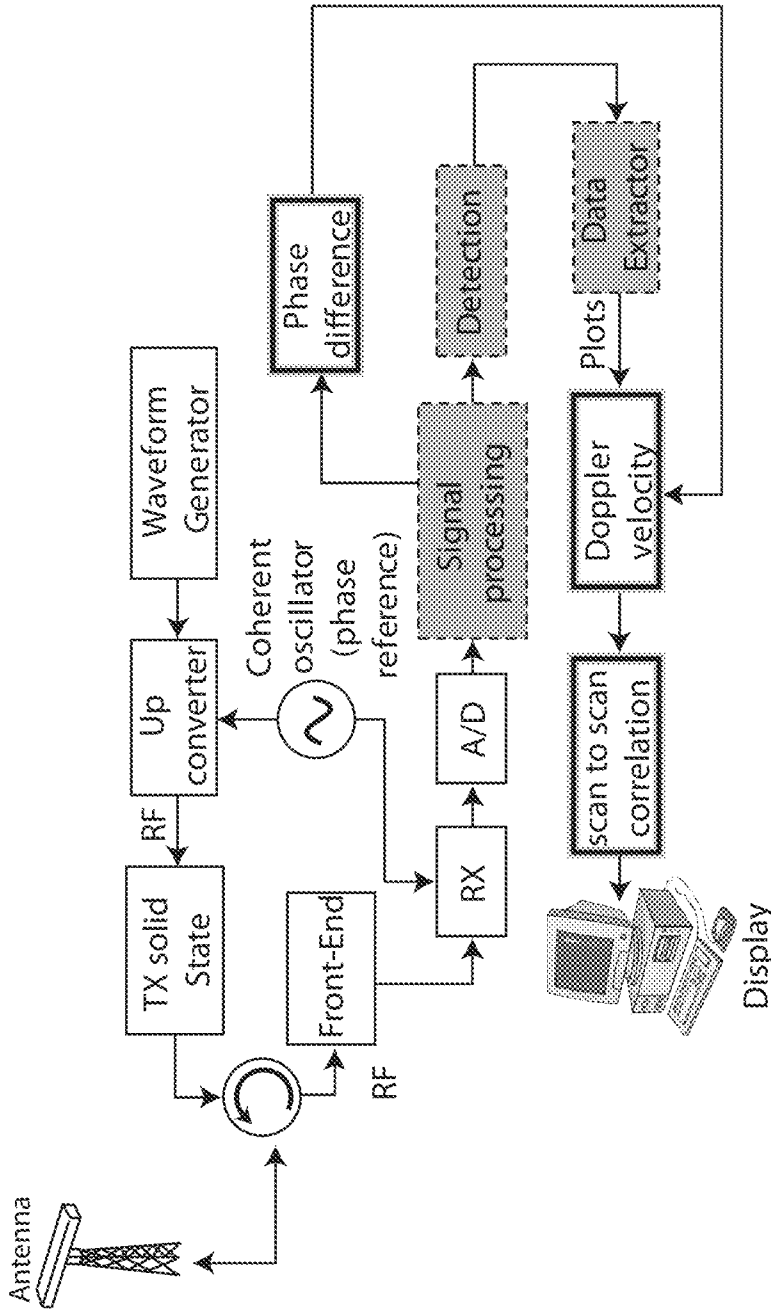 Antenna
TX solid
State
RF
Up
converter
Waveform
Generator
Coherent
oscillator
(phase
reference)
RF
Front-End
RX
A/D
Signal
processing
Phase
difference
Detection
Data
Extractor
Plots
Doppler
velocity
scan to scan
correlation
Display